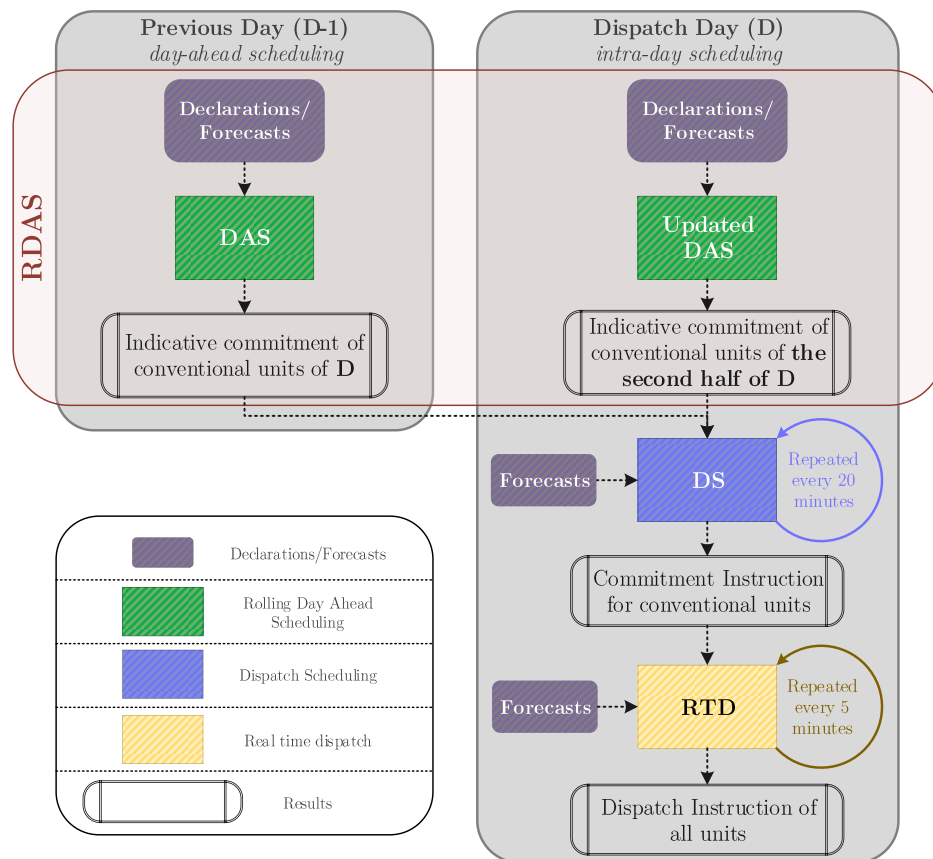 Previous Day (D-1)
day-ahead scheduling
Declarations/
Forecasts
DAS
Indicative commitment of
conventional units of D
RDAS
Dispatch Day (D)
intra-day scheduling
Declarations/
Forecasts
Updated
DAS
Indicative commitment of
conventional units of the
second half of D
Forecasts
DS
Repeated
every 20
minutes
Commitment Instruction
for conventional units
Forecasts
RTD
Repeated
every 5
minutes
Dispatch Instruction of
all units
Declarations/Forecasts
Rolling Day Ahead
Scheduling
Dispatch Scheduling
Real time dispatch
Results